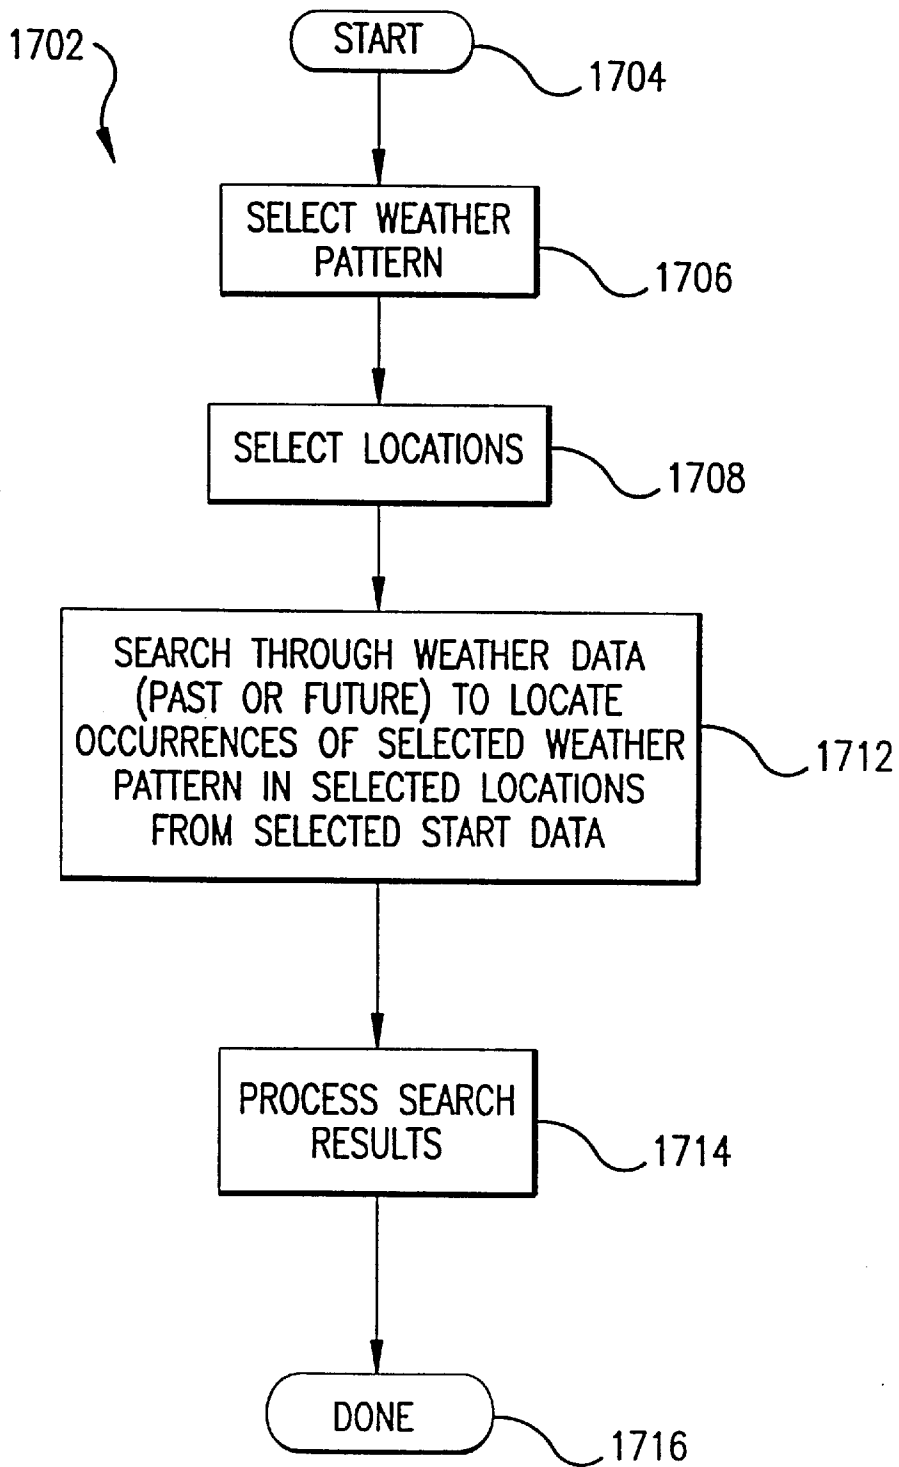 1702
START
1704
SELECT WEATHER
PATTERN
1706
SELECT LOCATIONS
1708
SEARCH THROUGH WEATHER DATA
(PAST OR FUTURE) TO LOCATE
OCCURRENCES OF SELECTED WEATHER
PATTERN IN SELECTED LOCATIONS
FROM SELECTED START DATA
1712
PROCESS SEARCH
RESULTS
1714
DONE
1716